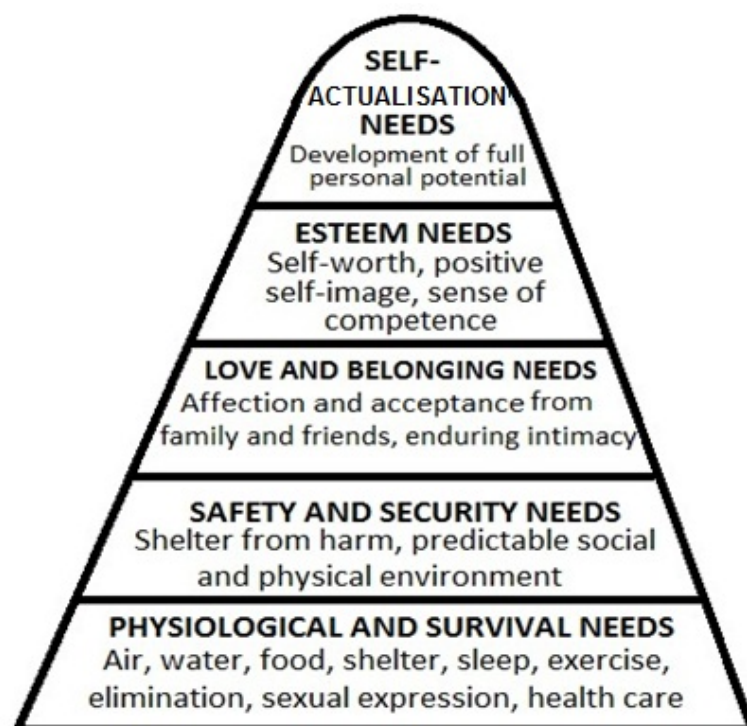 SELF-
ACTUALISATION
NEEDS
Development of full
personal potential
ESTEEM NEEDS
Self-worth, positive
self-image, sense of
competence
LOVE AND BELONGING NEEDS
Affection and acceptance from
family and friends, enduring intimacy
SAFETY AND SECURITY NEEDS
Shelter from harm, predictable social
and physical environment
PHYSIOLOGICAL AND SURVIVAL NEEDS
Air, water, food, shelter, sleep, exercise,
elimination, sexual expression, health care